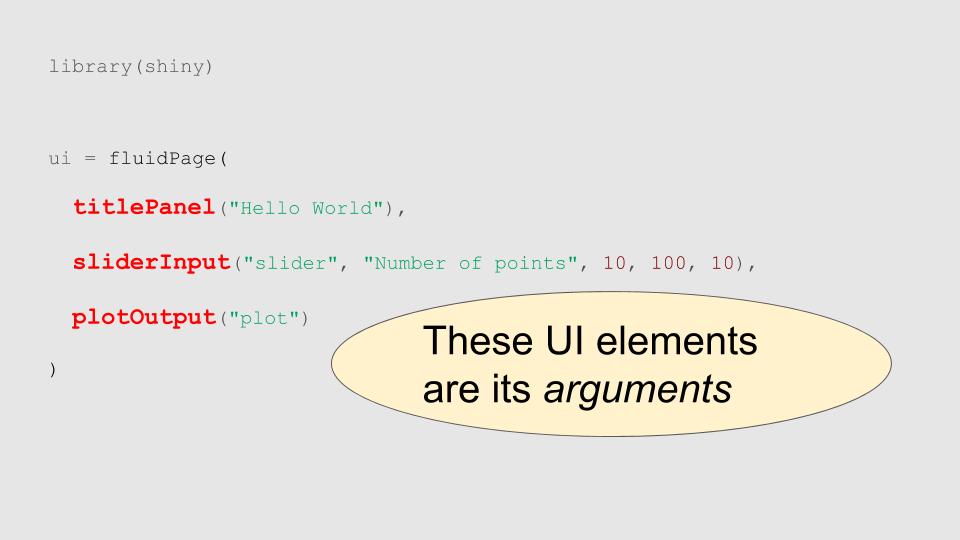 library(shiny)
ui = fluidPage(
  titlePanel("Hello World"),
  sliderInput("slider", "Number of points", 10, 100, 10),
  plotOutput("plot")
)
These UI elements
are its arguments